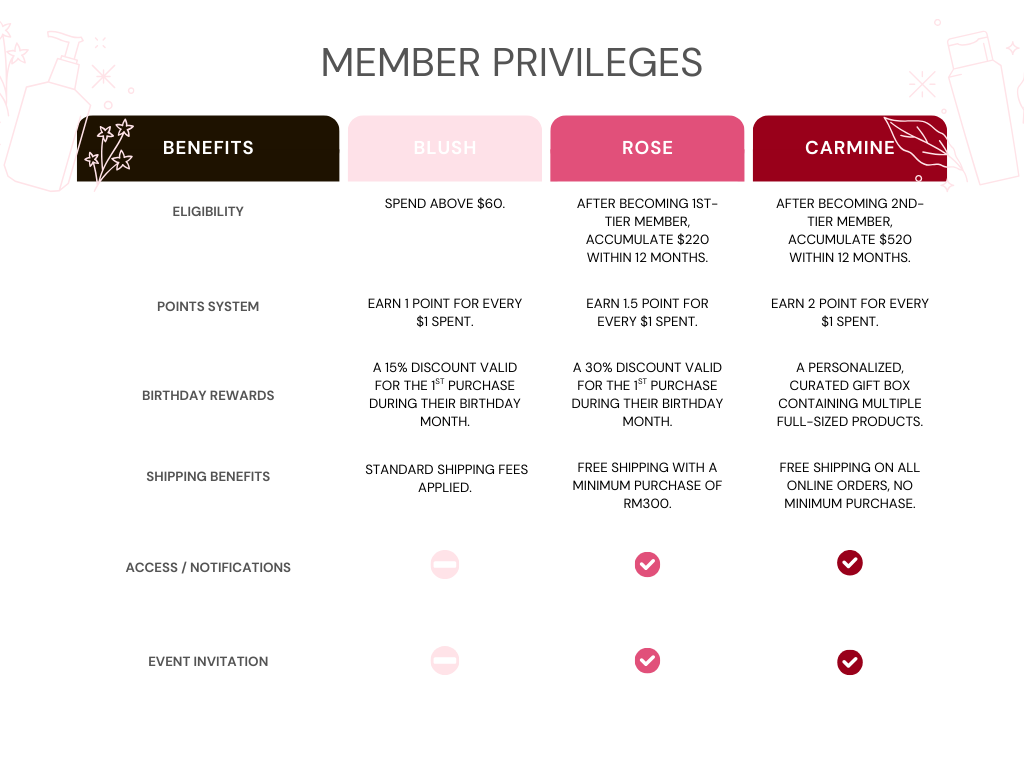 MEMBER PRIVILEGES
BENEFITS
BLUSH
ROSE
CARMINE
ELIGIBILITY
SPEND ABOVE $60.
AFTER BECOMING 1ST-
TIER MEMBER,
ACCUMULATE $220
WITHIN 12 MONTHS.
AFTER BECOMING 2ND-
TIER MEMBER,
ACCUMULATE $520
WITHIN 12 MONTHS.
POINTS SYSTEM
EARN 1 POINT FOR EVERY
$1 SPENT.
EARN 1.5 POINT FOR
EVERY $1 SPENT.
EARN 2 POINT FOR EVERY
$1 SPENT.
BIRTHDAY REWARDS
A 15% DISCOUNT VALID
FOR THE 1ST PURCHASE
DURING THEIR BIRTHDAY
MONTH.
A 30% DISCOUNT VALID
FOR THE 1ST PURCHASE
DURING THEIR BIRTHDAY
MONTH.
A PERSONALIZED,
CURATED GIFT BOX
CONTAINING MULTIPLE
FULL-SIZED PRODUCTS.
SHIPPING BENEFITS
STANDARD SHIPPING FEES
APPLIED.
FREE SHIPPING WITH A
MINIMUM PURCHASE OF
RM300.
FREE SHIPPING ON ALL
ONLINE ORDERS, NO
MINIMUM PURCHASE.
ACCESS / NOTIFICATIONS
EVENT INVITATION